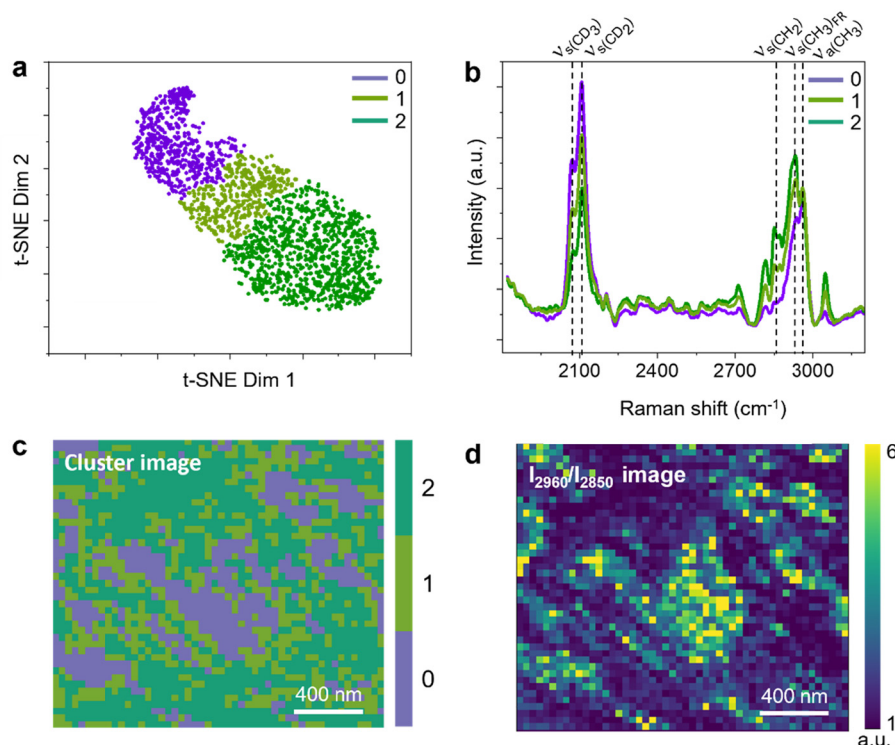 a
0
1
2
t-SNE Dim 2
t-SNE Dim 1
b
νs(CD3)
νs(CD2)
νs(CH2)
νs(CH3)FR
νa(CH3)
0
1
2
Intensity (a.u.)
2100
2400
2700
3000
Raman shift (cm⁻¹)
c
Cluster image
400 nm
2
1
0
d
I₂₉₆₀/I₂₈₅₀ image
400 nm
6
1
a.u.